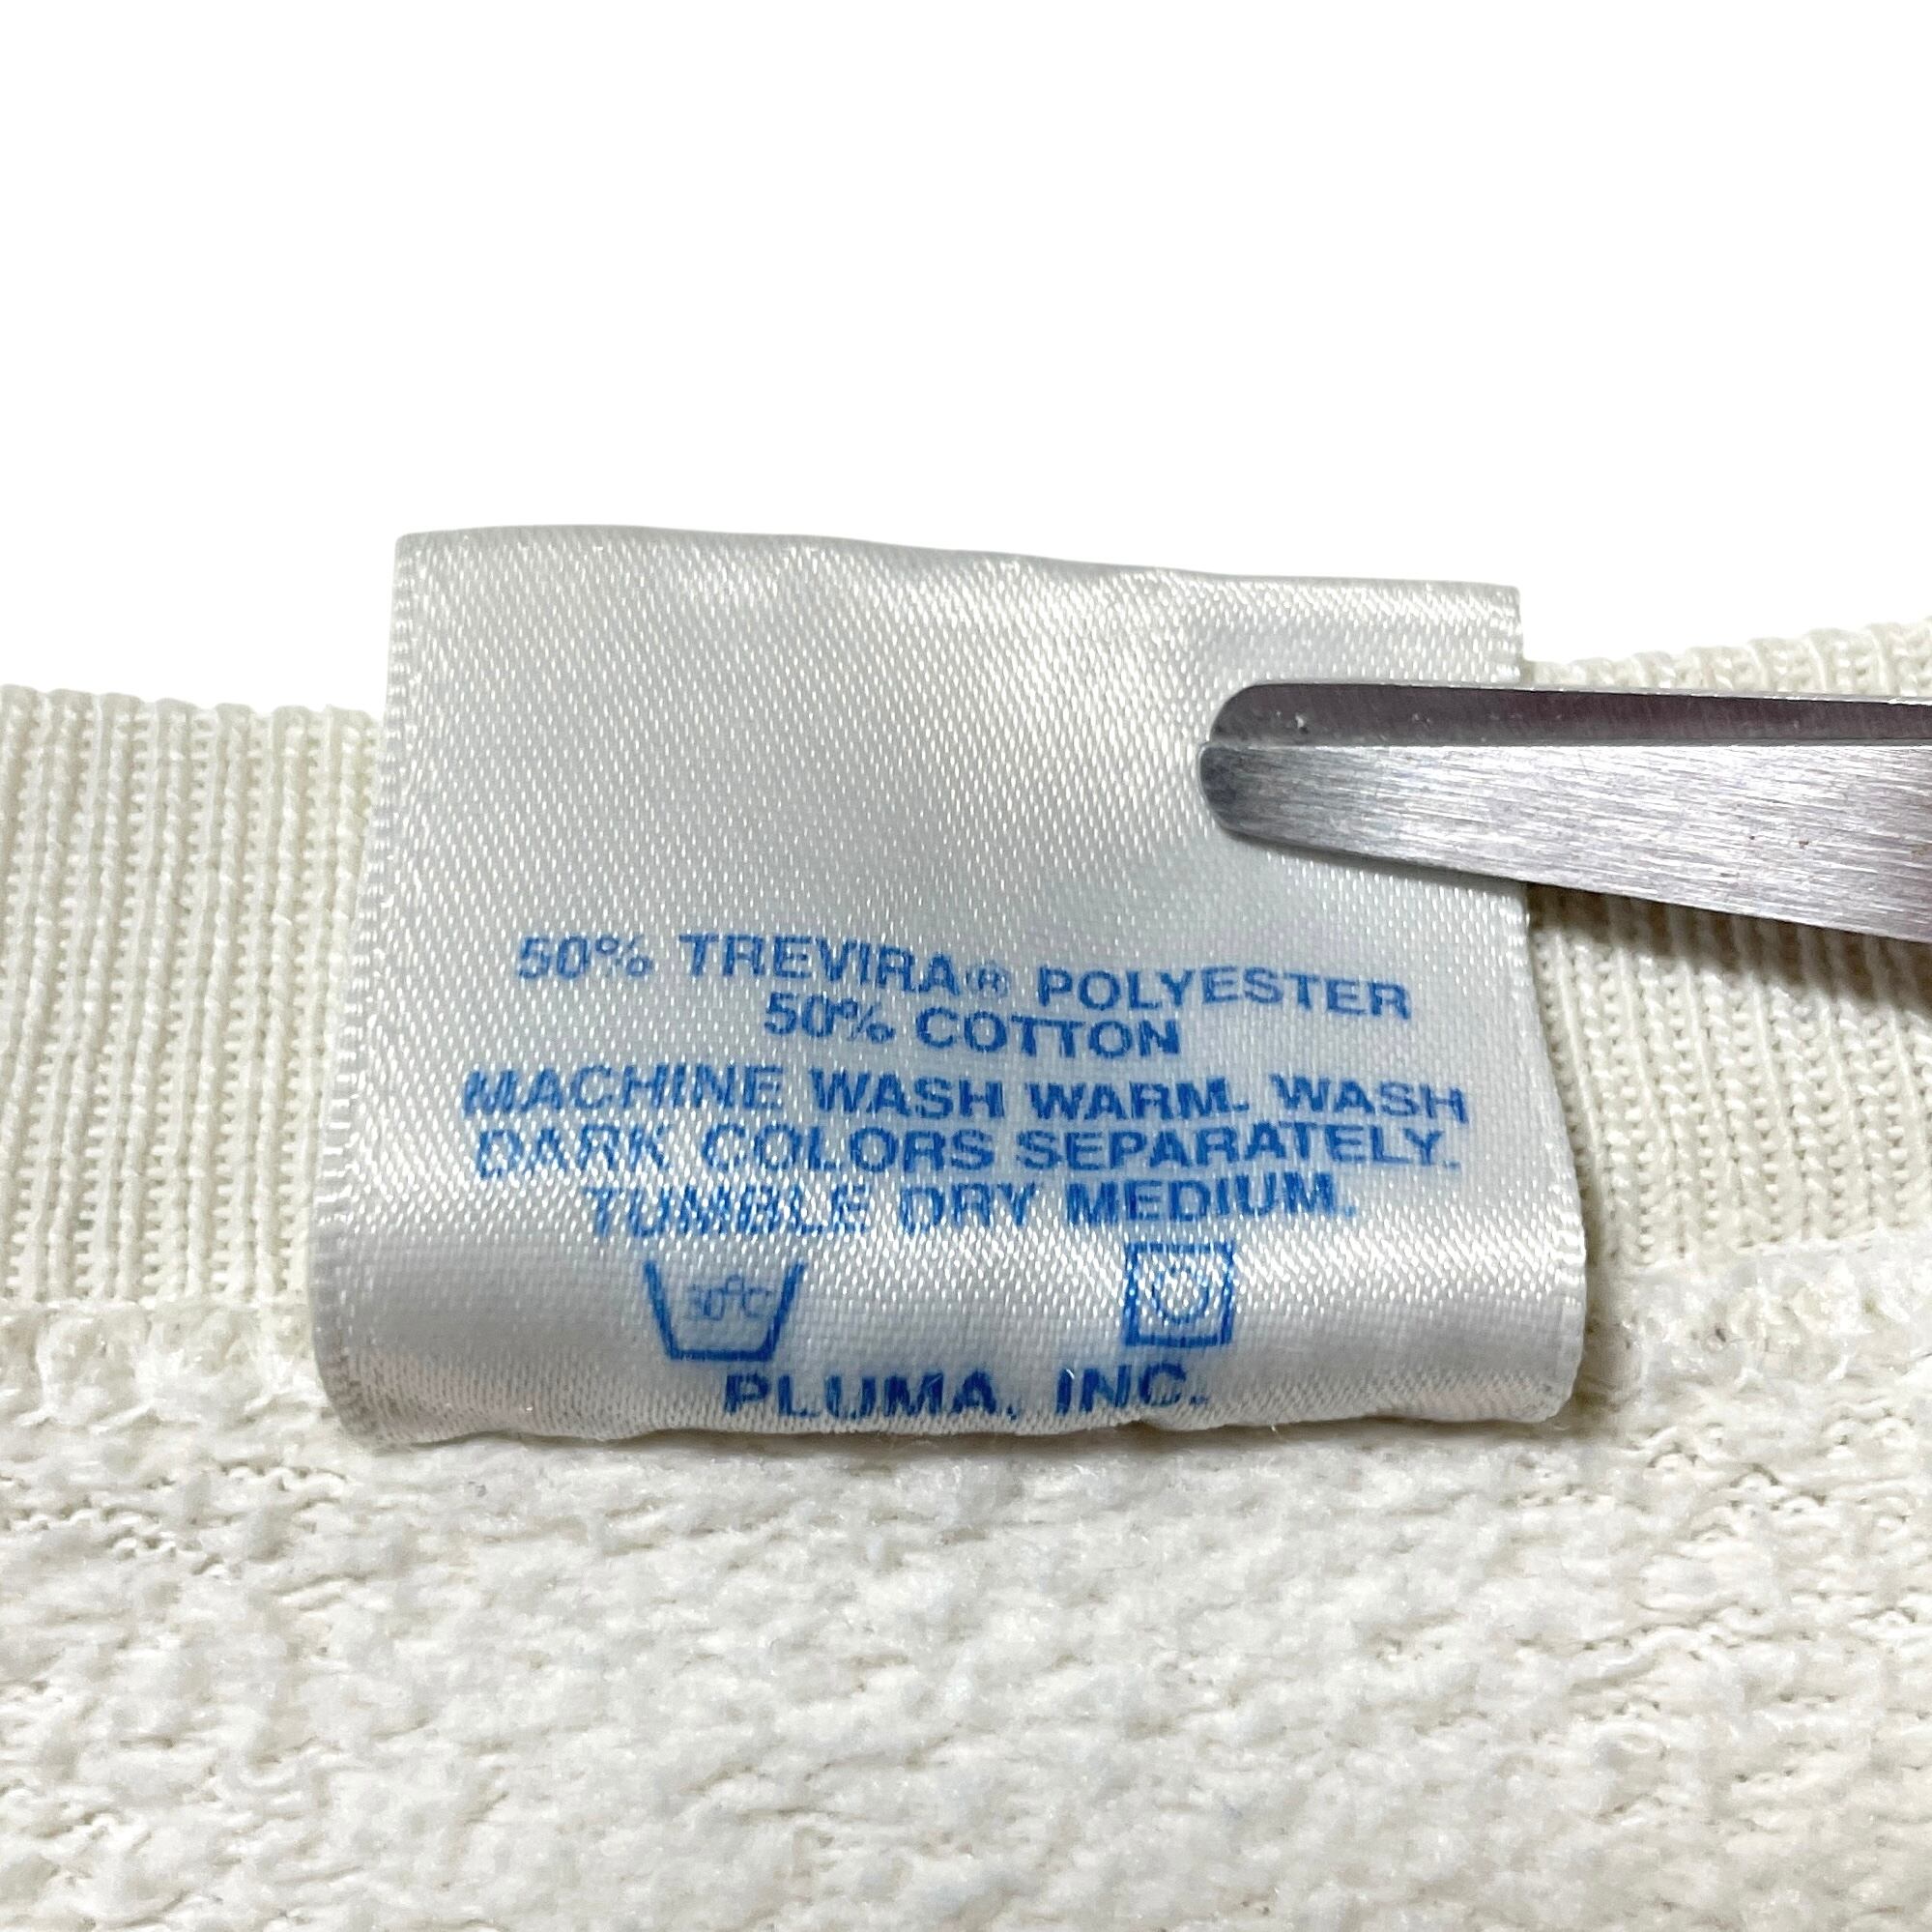 50% TREVIRA® POLYESTER
50% COTTON
MACHINE WASH WARM. WASH
DARK COLORS SEPARATELY.
TUMBLE DRY MEDIUM.
30°C
PLUMA, INC.